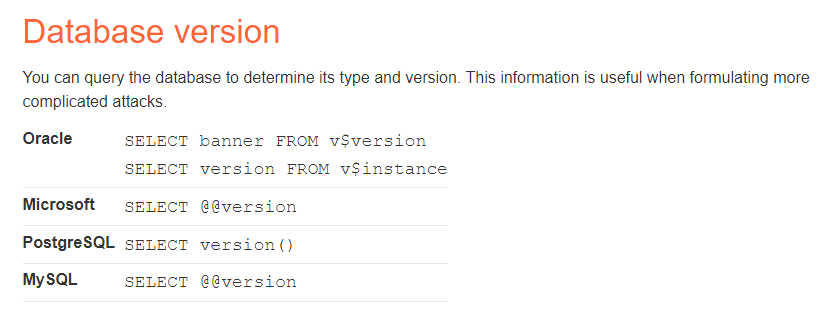 Database version
You can query the database to determine its type and version. This information is useful when formulating more
complicated attacks.
Oracle SELECT banner FROM v$version
SELECT version FROM v$instance
Microsoft SELECT @@version
PostgreSQL SELECT version()
MySQL SELECT @@version